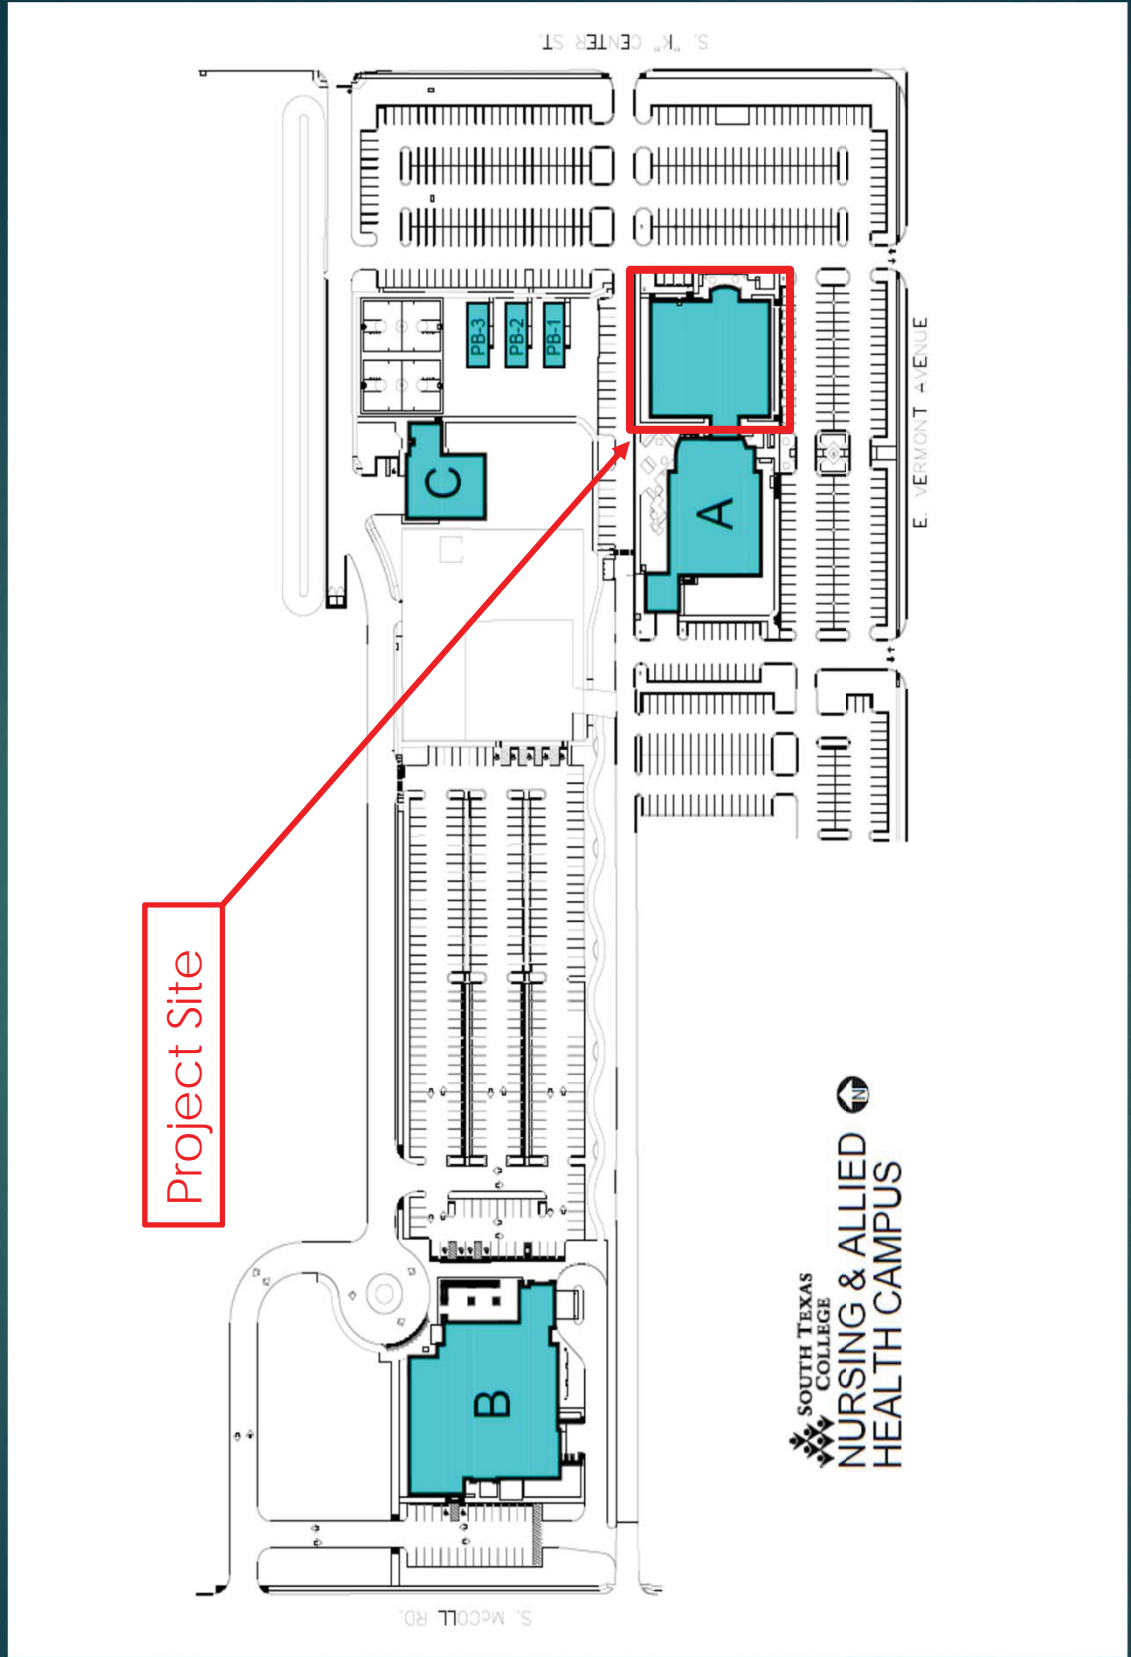 S. "K" CENTER ST.
PB-3
PB-2
PB-1
C
A
E. VERMONT AVENUE
Project Site
B
SOUTH TEXAS
COLLEGE
NURSING & ALLIED
HEALTH CAMPUS
N
S. McCOLL RD.